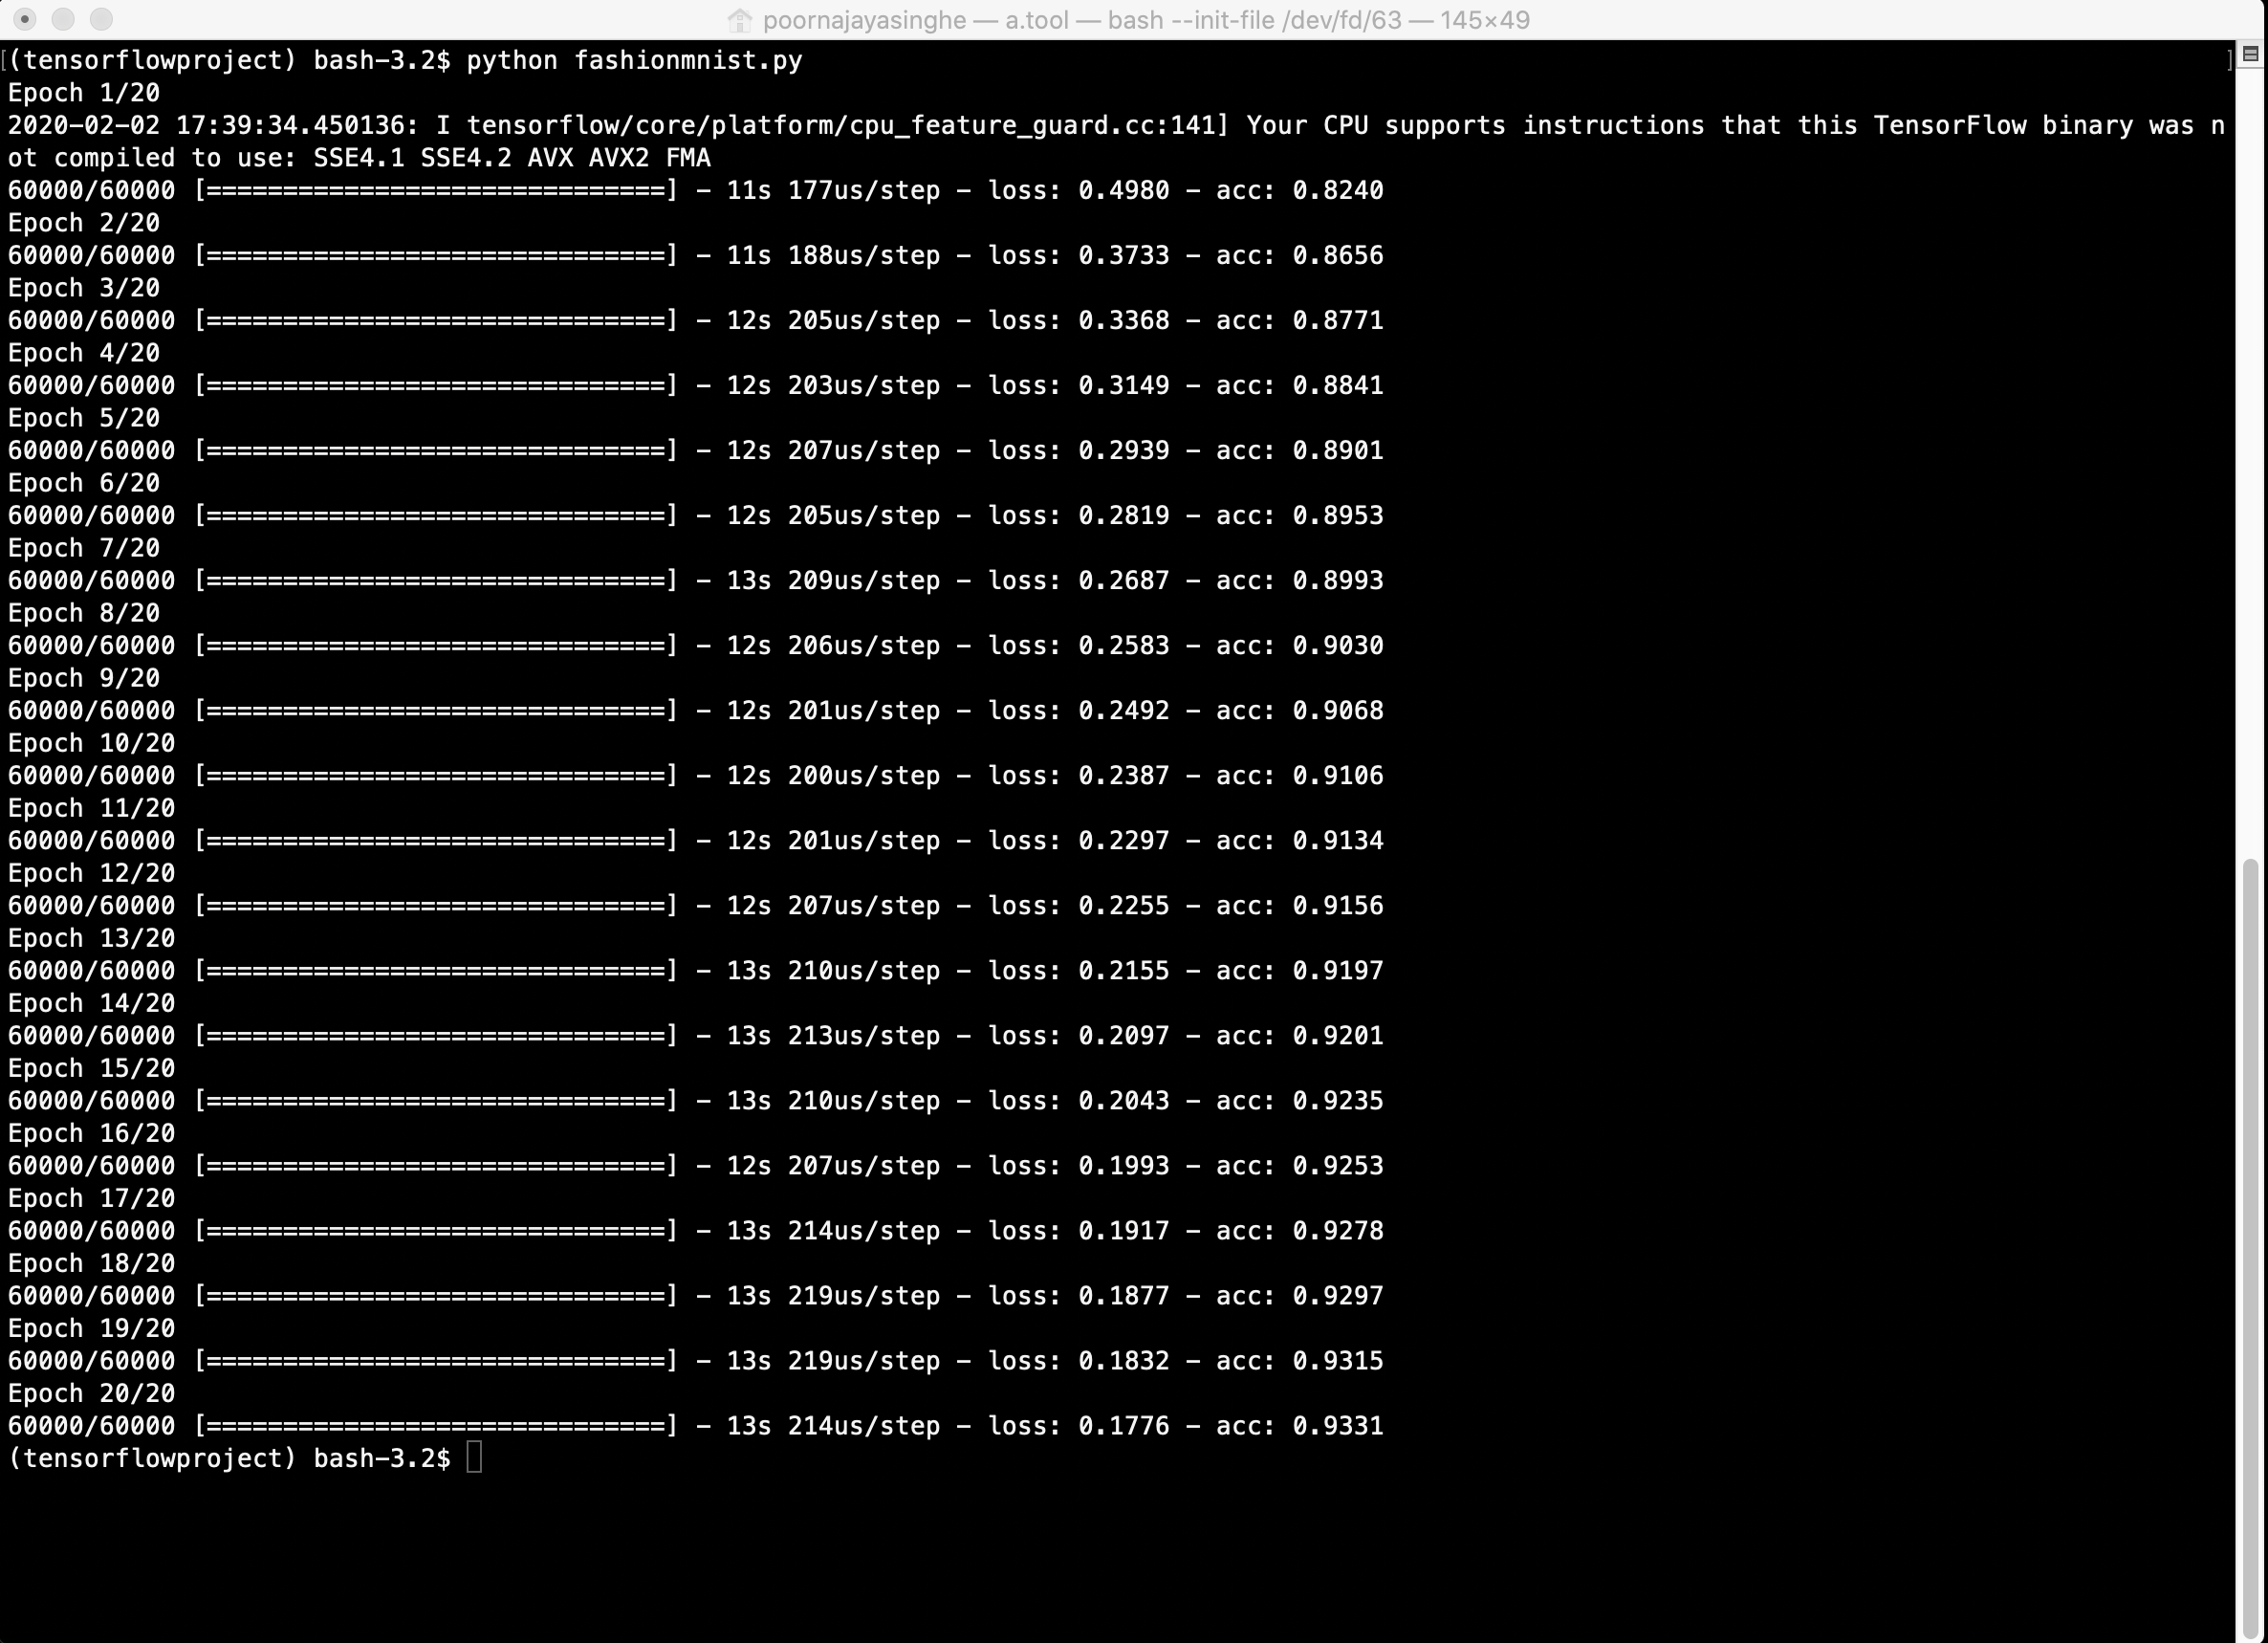 poornajayasinghe — a.tool — bash --init-file /dev/fd/63 — 145×49
[(tensorflowproject) bash-3.2$ python fashionmnist.py ]
Epoch 1/20
2020-02-02 17:39:34.450136: I tensorflow/core/platform/cpu_feature_guard.cc:141] Your CPU supports instructions that this TensorFlow binary was n
ot compiled to use: SSE4.1 SSE4.2 AVX AVX2 FMA
60000/60000 [==============================] - 11s 177us/step - loss: 0.4980 - acc: 0.8240
Epoch 2/20
60000/60000 [==============================] - 11s 188us/step - loss: 0.3733 - acc: 0.8656
Epoch 3/20
60000/60000 [==============================] - 12s 205us/step - loss: 0.3368 - acc: 0.8771
Epoch 4/20
60000/60000 [==============================] - 12s 203us/step - loss: 0.3149 - acc: 0.8841
Epoch 5/20
60000/60000 [==============================] - 12s 207us/step - loss: 0.2939 - acc: 0.8901
Epoch 6/20
60000/60000 [==============================] - 12s 205us/step - loss: 0.2819 - acc: 0.8953
Epoch 7/20
60000/60000 [==============================] - 13s 209us/step - loss: 0.2687 - acc: 0.8993
Epoch 8/20
60000/60000 [==============================] - 12s 206us/step - loss: 0.2583 - acc: 0.9030
Epoch 9/20
60000/60000 [==============================] - 12s 201us/step - loss: 0.2492 - acc: 0.9068
Epoch 10/20
60000/60000 [==============================] - 12s 200us/step - loss: 0.2387 - acc: 0.9106
Epoch 11/20
60000/60000 [==============================] - 12s 201us/step - loss: 0.2297 - acc: 0.9134
Epoch 12/20
60000/60000 [==============================] - 12s 207us/step - loss: 0.2255 - acc: 0.9156
Epoch 13/20
60000/60000 [==============================] - 13s 210us/step - loss: 0.2155 - acc: 0.9197
Epoch 14/20
60000/60000 [==============================] - 13s 213us/step - loss: 0.2097 - acc: 0.9201
Epoch 15/20
60000/60000 [==============================] - 13s 210us/step - loss: 0.2043 - acc: 0.9235
Epoch 16/20
60000/60000 [==============================] - 12s 207us/step - loss: 0.1993 - acc: 0.9253
Epoch 17/20
60000/60000 [==============================] - 13s 214us/step - loss: 0.1917 - acc: 0.9278
Epoch 18/20
60000/60000 [==============================] - 13s 219us/step - loss: 0.1877 - acc: 0.9297
Epoch 19/20
60000/60000 [==============================] - 13s 219us/step - loss: 0.1832 - acc: 0.9315
Epoch 20/20
60000/60000 [==============================] - 13s 214us/step - loss: 0.1776 - acc: 0.9331
(tensorflowproject) bash-3.2$